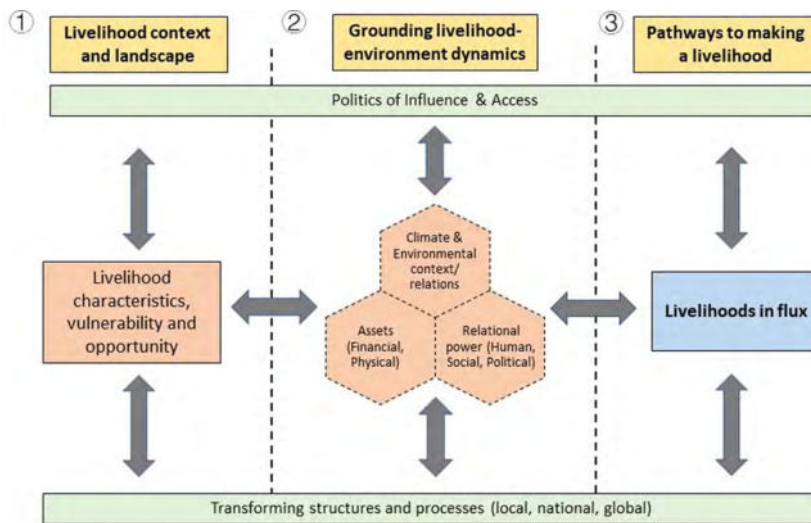 ①
Livelihood context
and landscape
②
Grounding livelihood-
environment dynamics
③
Pathways to making
a livelihood
Politics of Influence & Access
Livelihood
characteristics,
vulnerability and
opportunity
Climate &
Environmental
context/
relations
Assets
(Financial,
Physical)
Relational
power (Human,
Social, Political)
Livelihoods in flux
Transforming structures and processes (local, national, global)